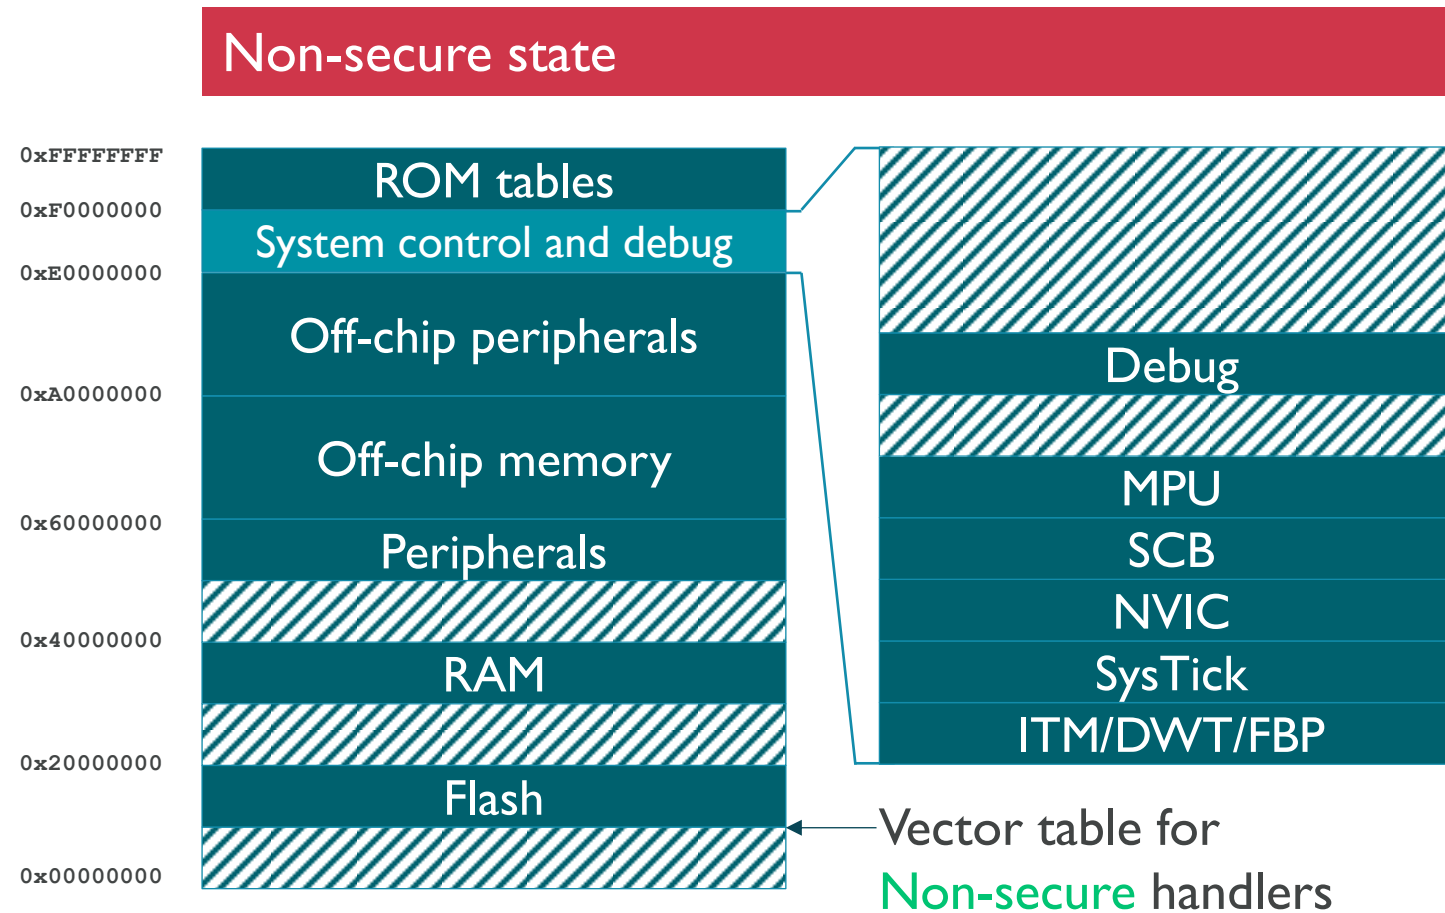 Non-secure state
0xFFFFFFFF
ROM tables
0xF0000000
System control and debug
0xE0000000
Off-chip peripherals
0xA0000000
Off-chip memory
0x60000000
Peripherals
0x40000000
RAM
0x20000000
Flash
0x00000000
Debug
MPU
SCB
NVIC
SysTick
ITM/DWT/FBP
Vector table for
Non-secure handlers